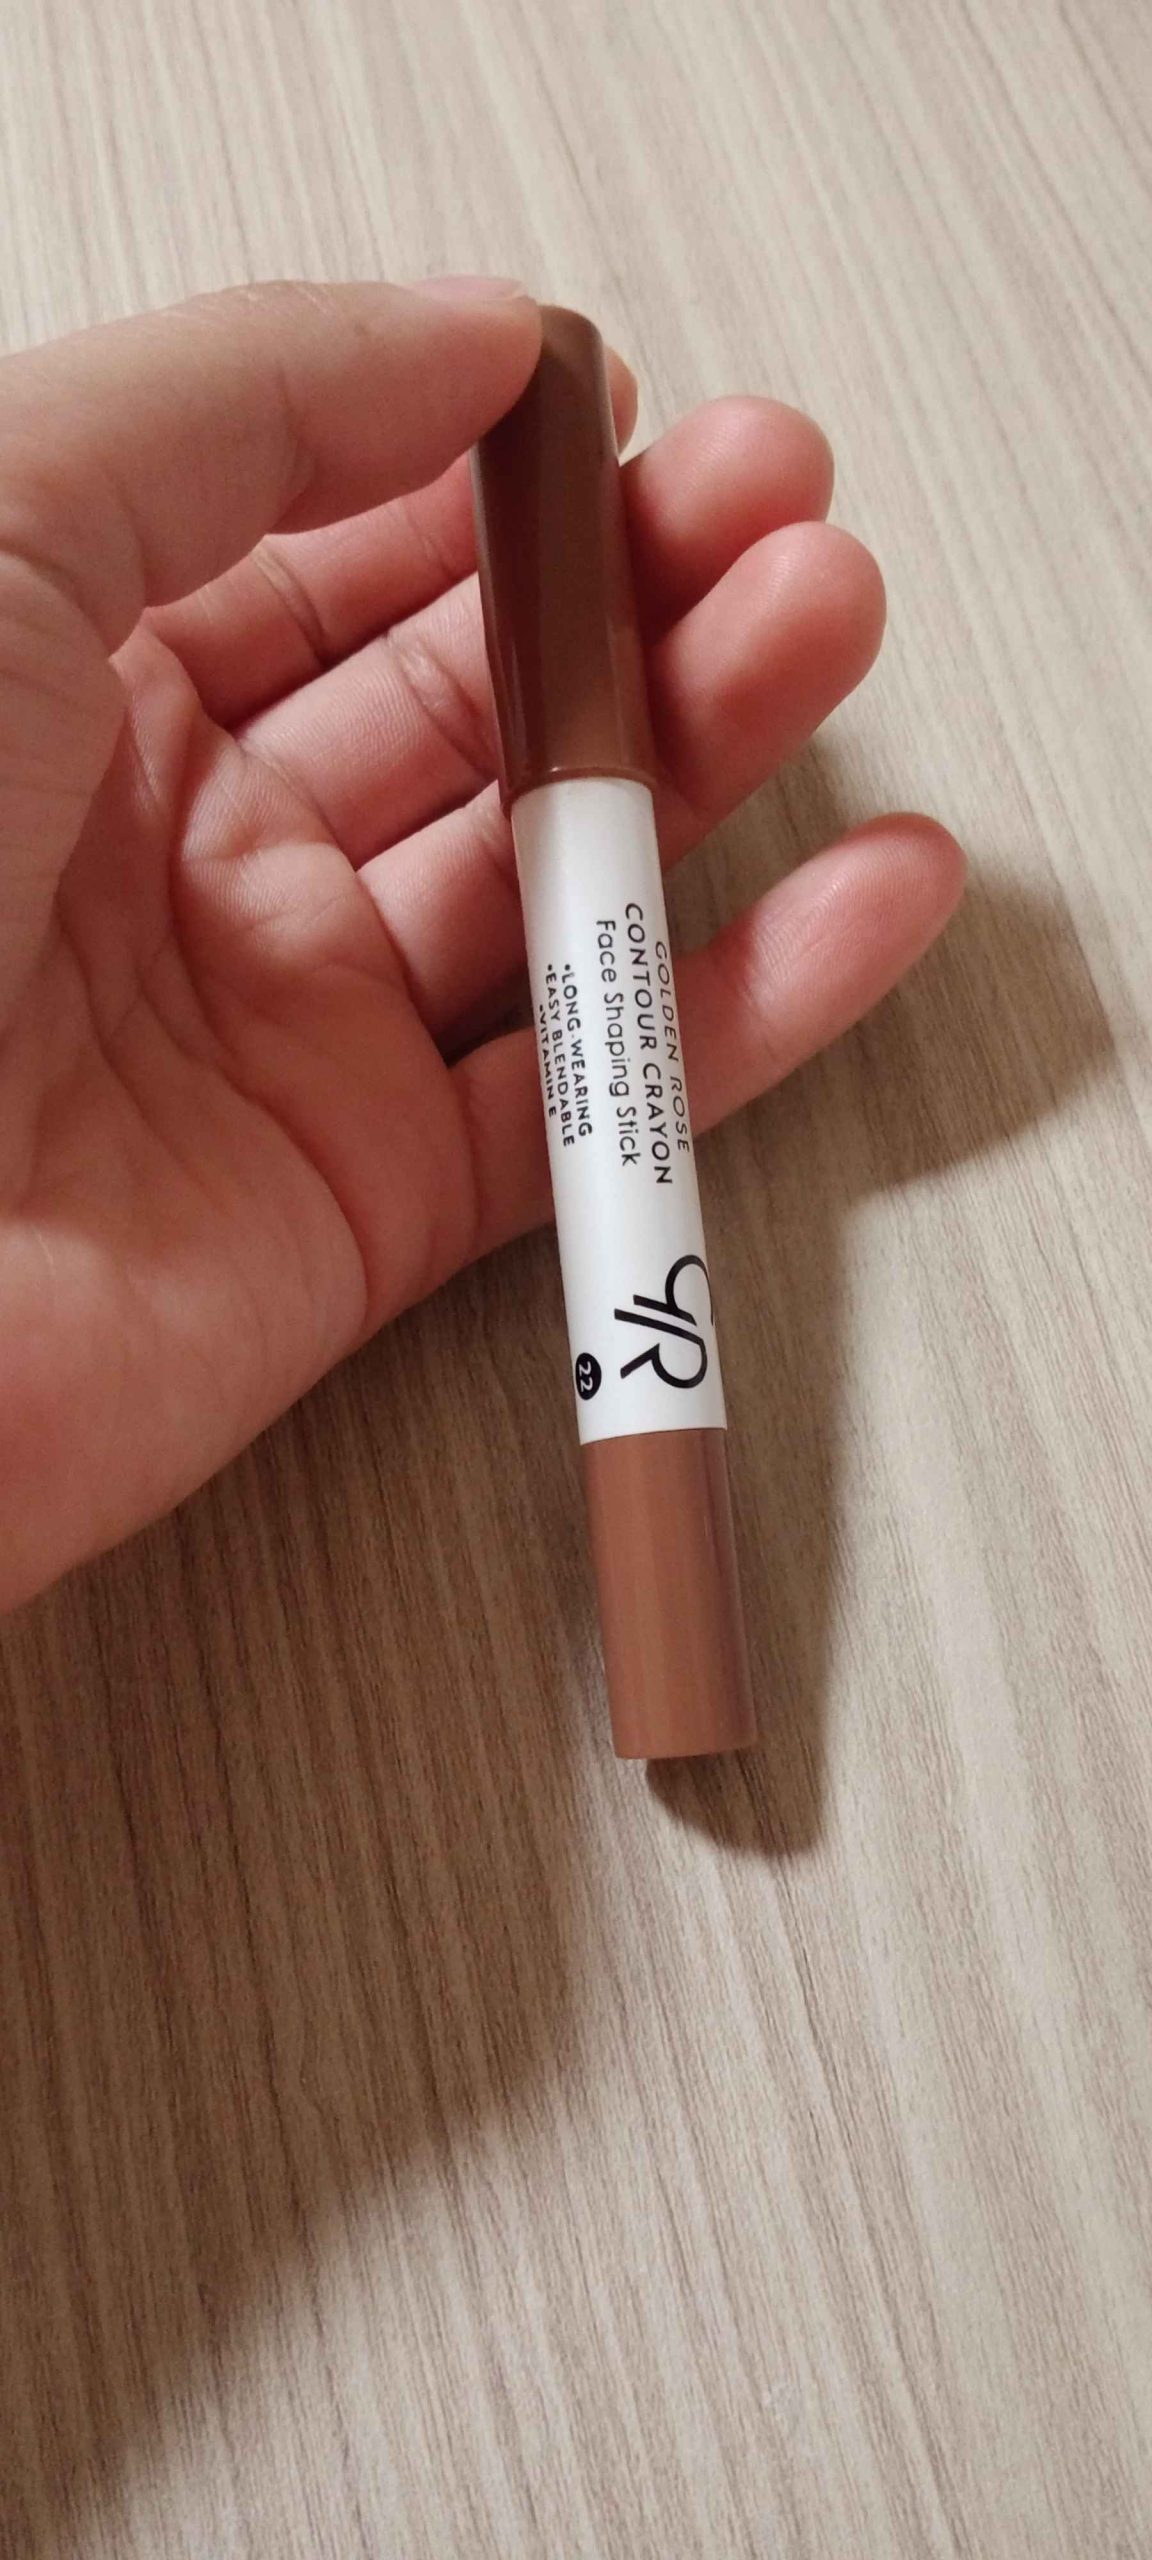 GOLDEN ROSE
CONTOUR CRAYON
Face Shaping Stick
•LONG-WEARING
•EASY BLENDABLE
•VITAMIN E
GR
22